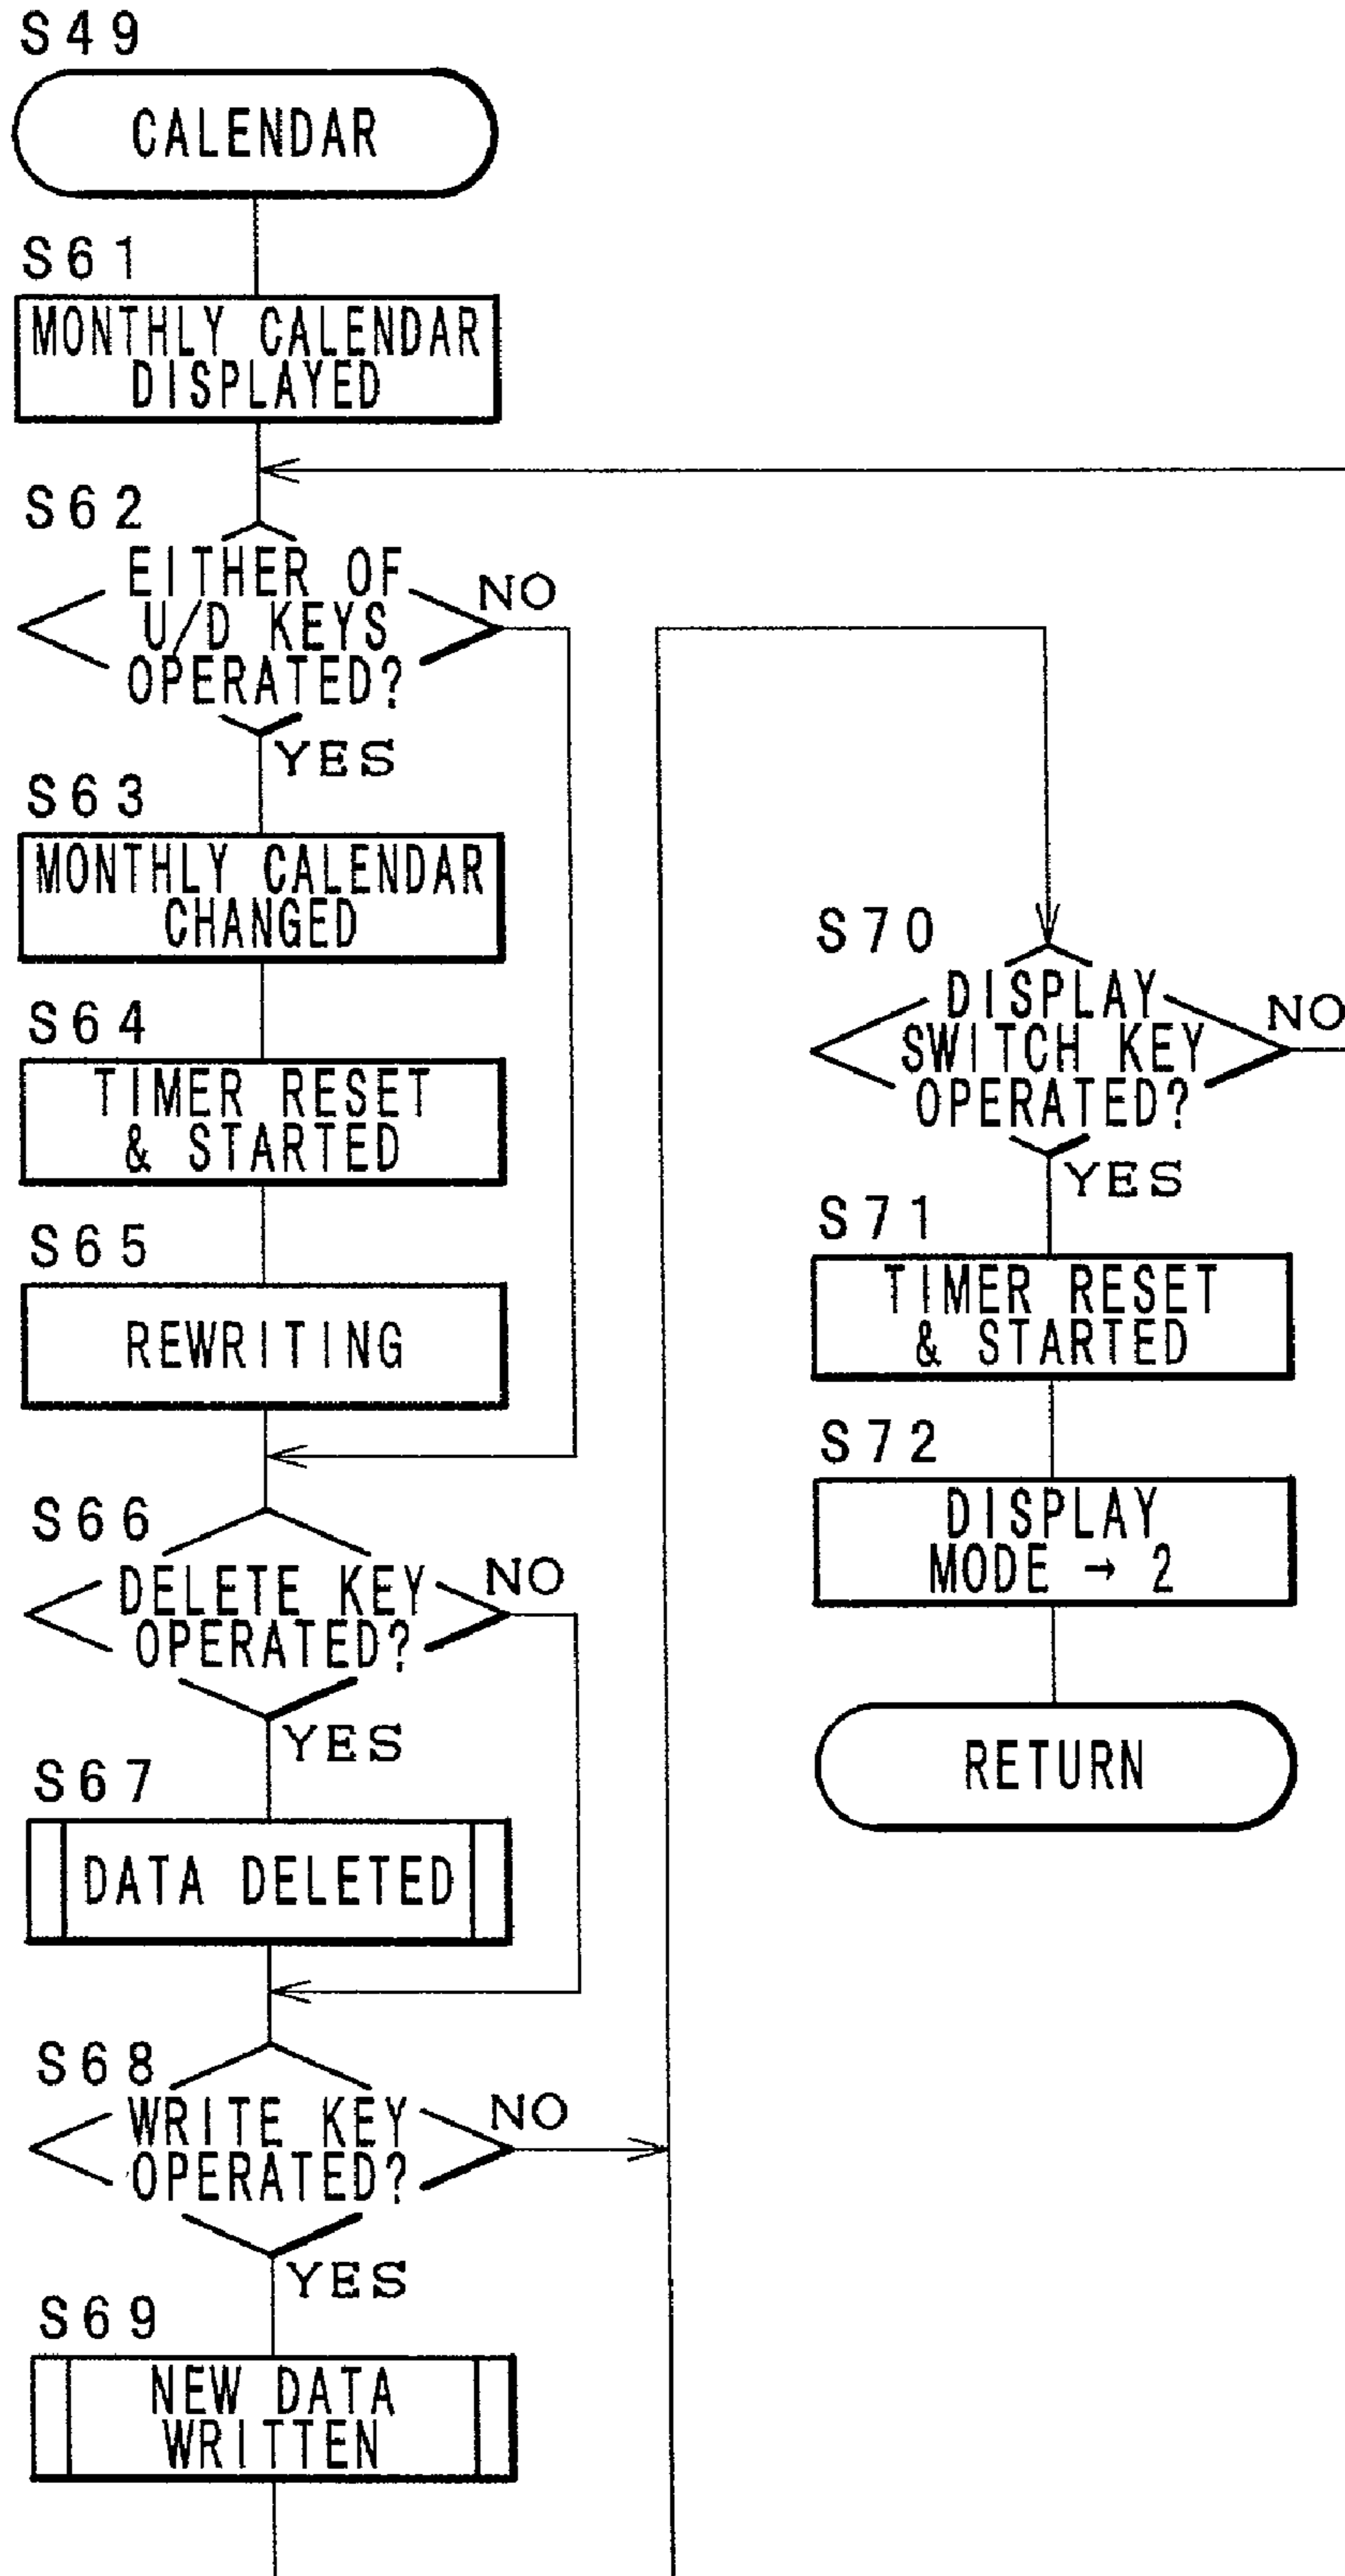 S49
CALENDAR
S61
MONTHLY CALENDAR
DISPLAYED
S62
EITHER OF
U/D KEYS
OPERATED?
NO
YES
S63
MONTHLY CALENDAR
CHANGED
S64
TIMER RESET
& STARTED
S65
REWRITING
S66
DELETE KEY
OPERATED?
NO
YES
S67
DATA DELETED
S68
WRITE KEY
OPERATED?
NO
YES
S69
NEW DATA
WRITTEN
S70
DISPLAY
SWITCH KEY
OPERATED?
NO
YES
S71
TIMER RESET
& STARTED
S72
DISPLAY
MODE → 2
RETURN